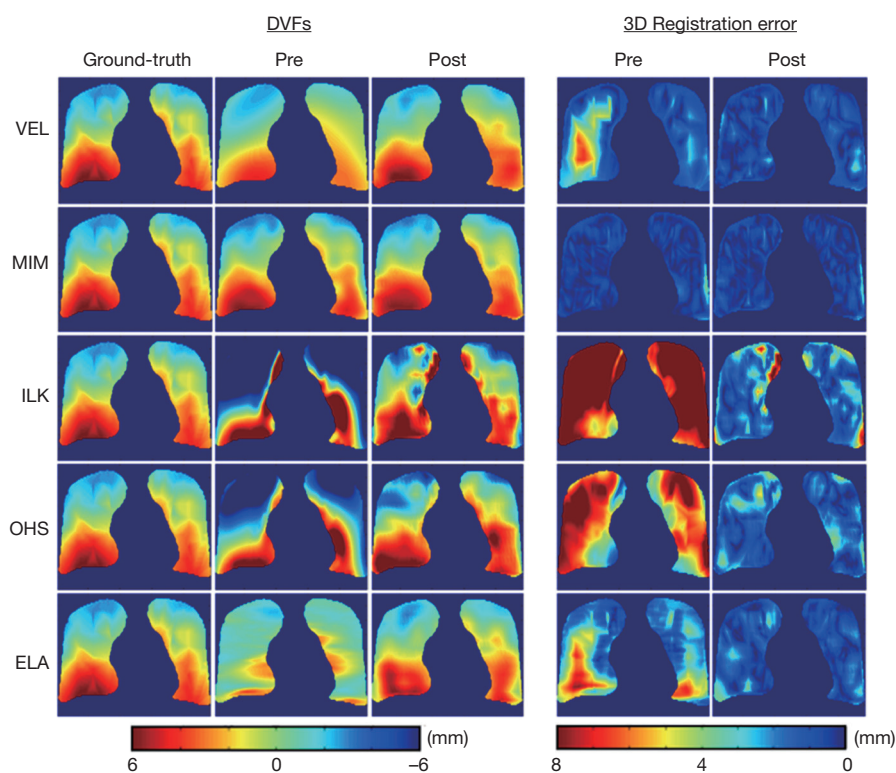 DVFs 3D Registration error
Ground-truth Pre Post Pre Post
VEL
MIM
ILK
OHS
ELA
(mm) (mm)
6 0 –6 8 4 0